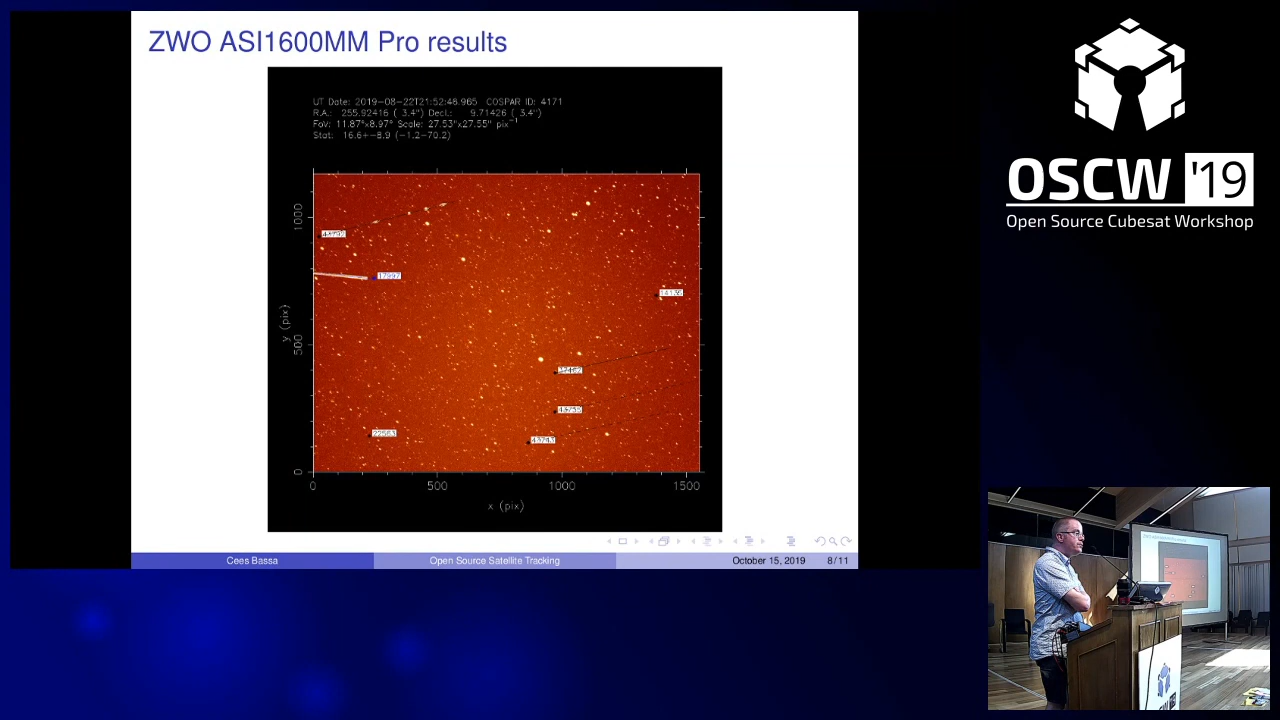 ZWO ASI1600MM Pro results
UT Date: 2019-08-22T21:52:48.965 COSPAR ID: 4171
R.A.: 255.92416 ( 3.4") Decl.: 9.71426 ( 3.4")
FoV: 11.87°x8.97° Scale: 27.53"x27.55" pix⁻¹
Stat: 16.6+-8.9 (-1.2-70.2)
1000
500
0
y (pix)
0 500 1000 1500
x (pix)
Cees Bassa
Open Source Satellite Tracking
October 15, 2019
8/11
OSCW '19
Open Source Cubesat Workshop